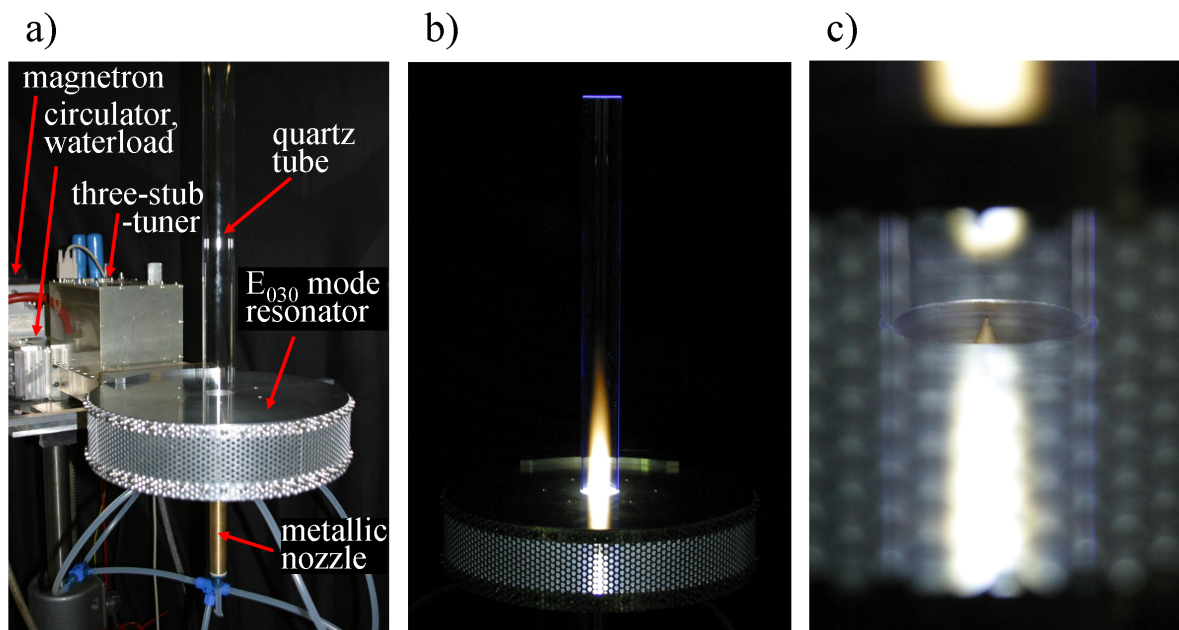 a)
b)
c)
magnetron
circulator,
waterload
quartz
tube
three-stub
-tuner
E₀₃₀ mode
resonator
metallic
nozzle